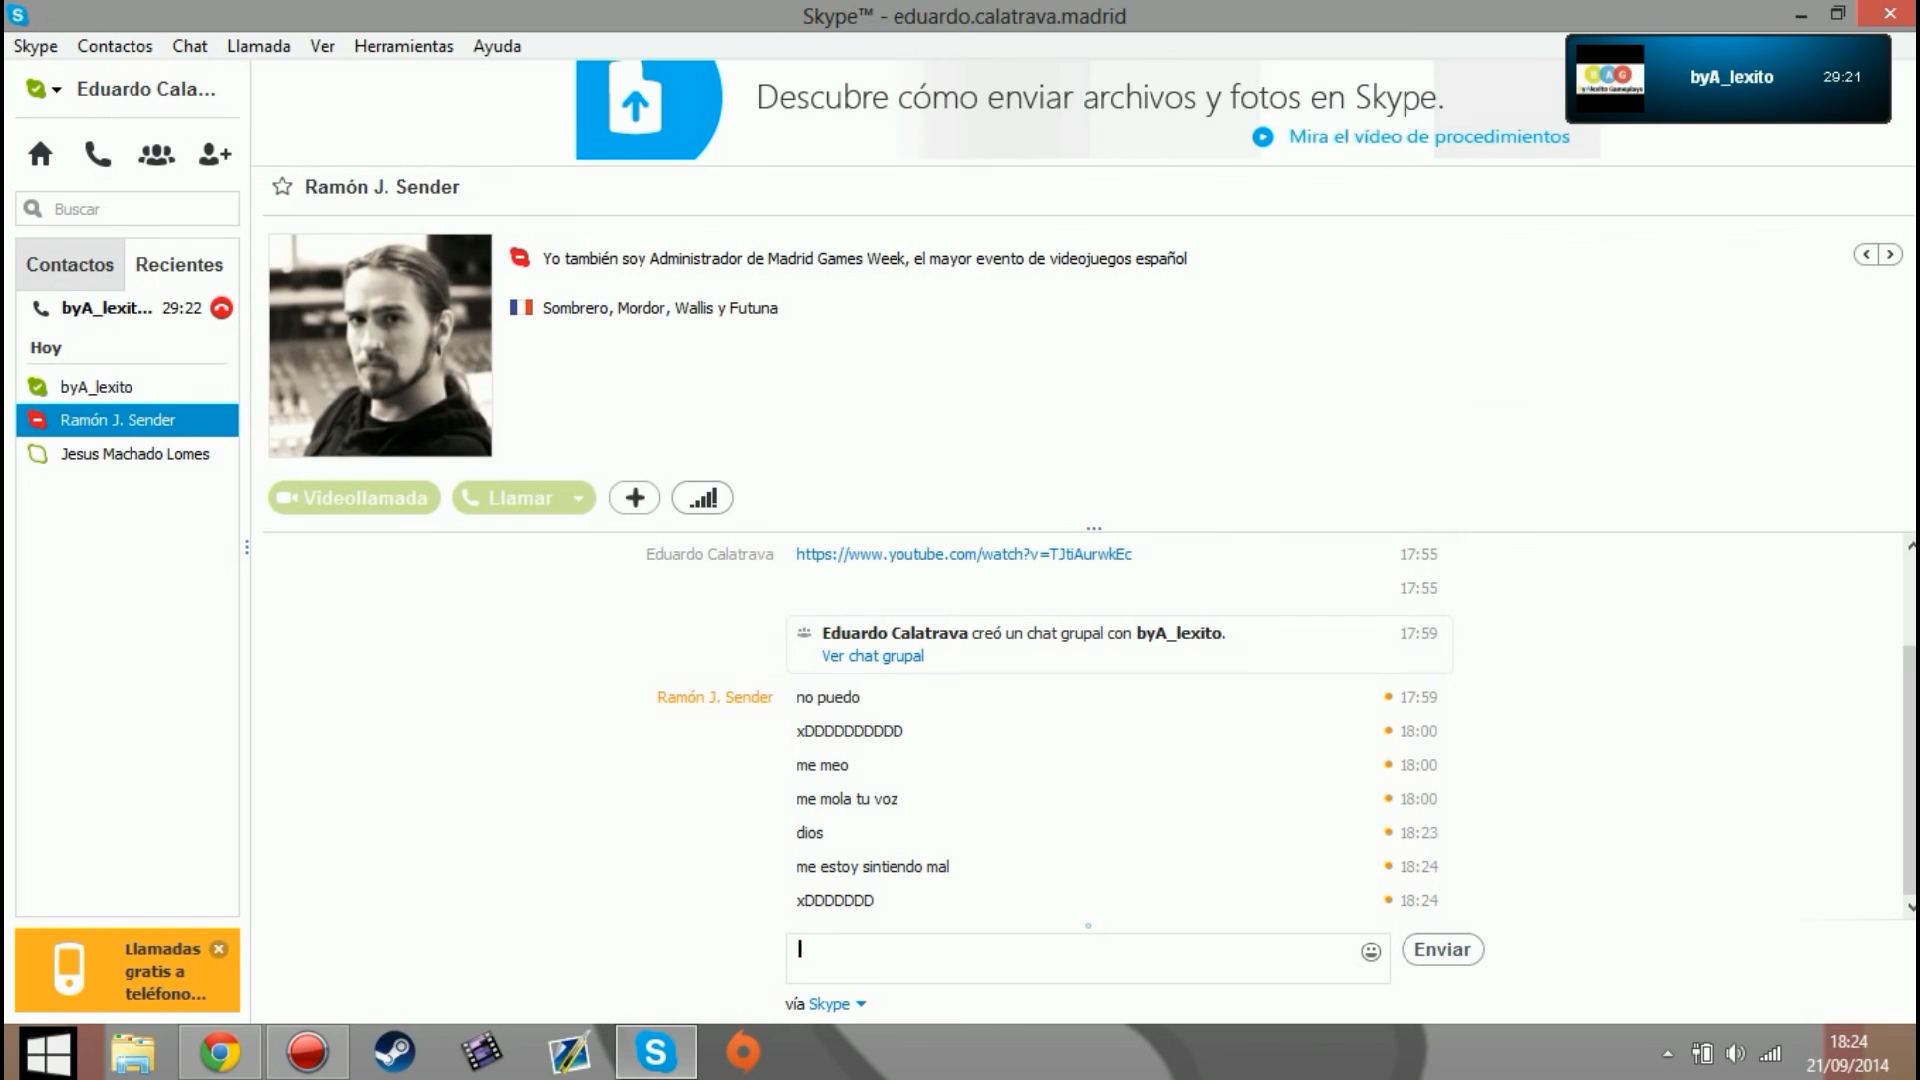 Skype™ - eduardo.calatrava.madrid
Skype Contactos Chat Llamada Ver Herramientas Ayuda
byA_lexito 29:21
Eduardo Cala...
Descubre cómo enviar archivos y fotos en Skype.
Mira el vídeo de procedimientos
Buscar
Contactos Recientes
byA_lexit... 29:22
Hoy
byA_lexito
Ramón J. Sender
Jesus Machado Lomes
Llamadas
gratis a
teléfono...
Ramón J. Sender
Yo también soy Administrador de Madrid Games Week, el mayor evento de videojuegos español
Sombrero, Mordor, Wallis y Futuna
Videollamada Llamar
Eduardo Calatrava https://www.youtube.com/watch?v=TJtiAurwkEc 17:55
17:55
Eduardo Calatrava creó un chat grupal con byA_lexito. 17:59
Ver chat grupal
Ramón J. Sender no puedo 17:59
xDDDDDDDDDD 18:00
me meo 18:00
me mola tu voz 18:00
dios 18:23
me estoy sintiendo mal 18:24
xDDDDDDD 18:24
Enviar
vía Skype
18:24
21/09/2014